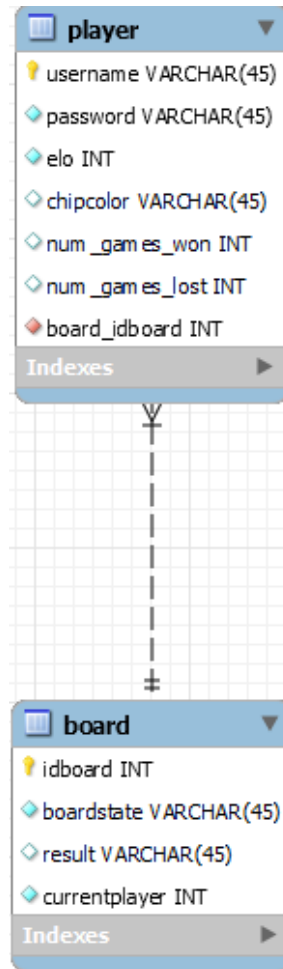 player
username VARCHAR(45)
password VARCHAR(45)
elo INT
chipcolor VARCHAR(45)
num_games_won INT
num_games_lost INT
board_idboard INT
Indexes
board
idboard INT
boardstate VARCHAR(45)
result VARCHAR(45)
currentplayer INT
Indexes